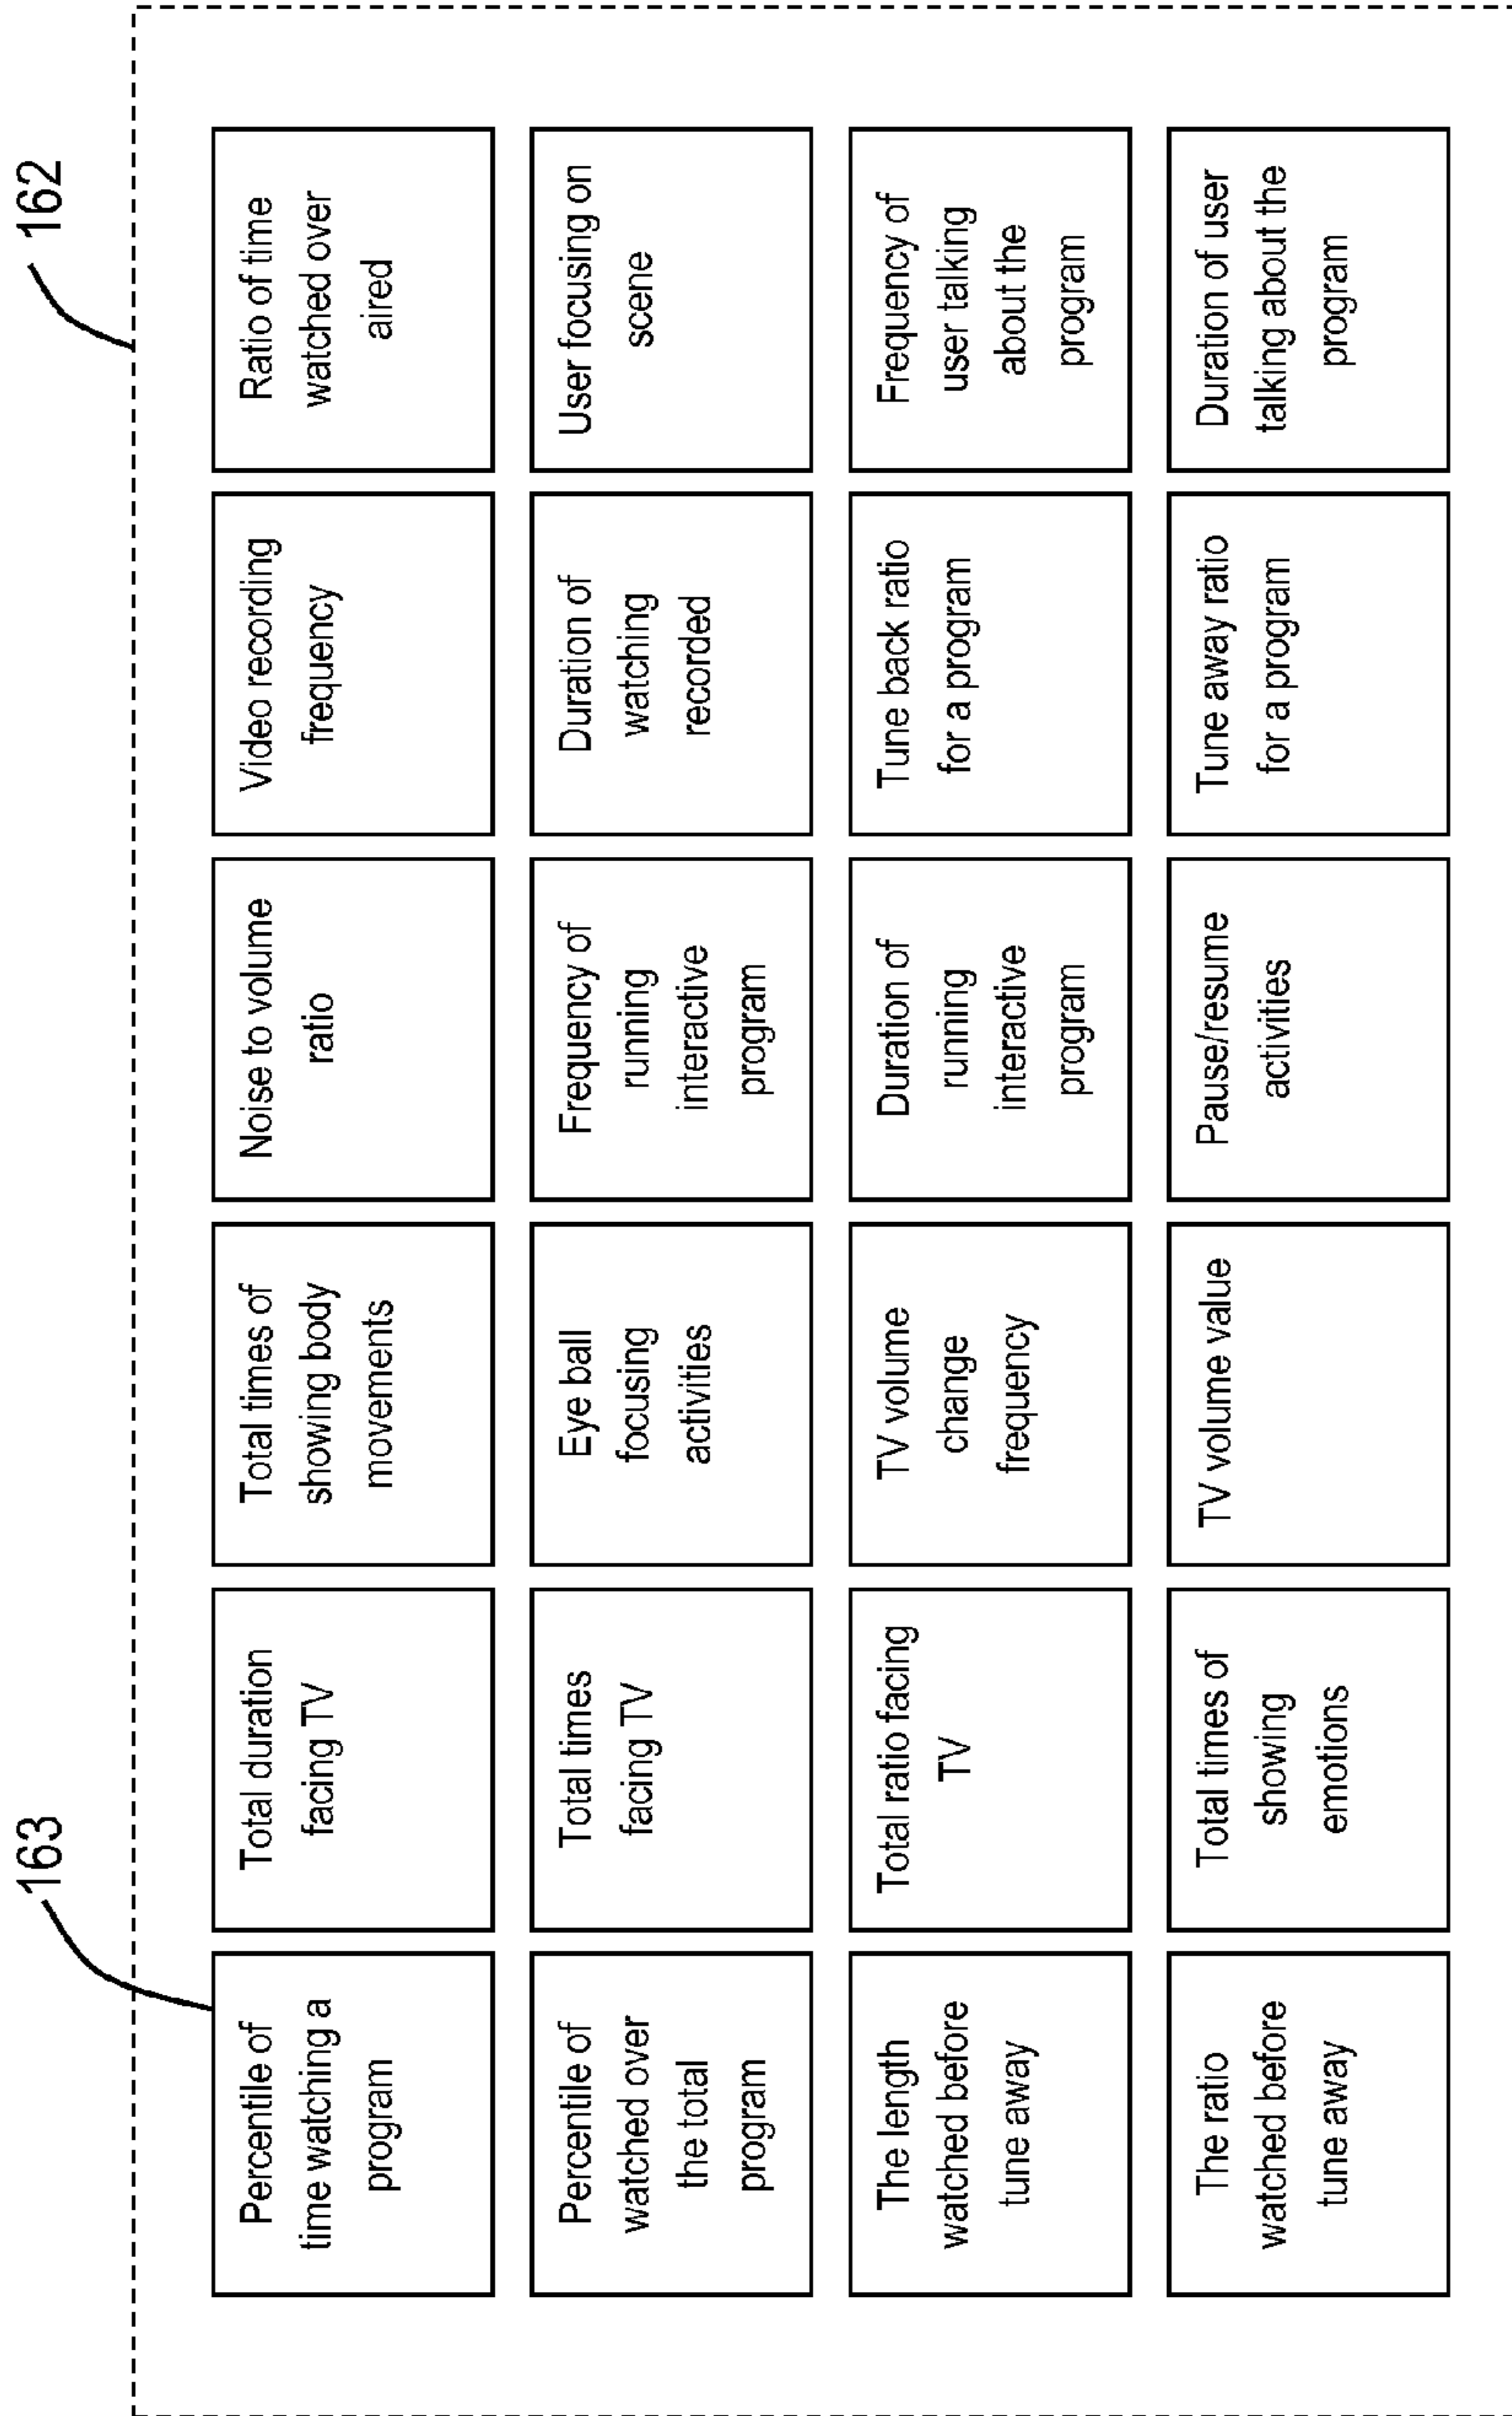 163
162
Percentile of
time watching a
program
Total duration
facing TV
Total times of
showing body
movements
Noise to volume
ratio
Video recording
frequency
Ratio of time
watched over
aired
Percentile of
watched over
the total
program
Total times
facing TV
Eye ball
focusing
activities
Frequency of
running
interactive
program
Duration of
watching
recorded
User focusing on
scene
The length
watched before
tune away
Total ratio facing
TV
TV volume
change
frequency
Duration of
running
interactive
program
Tune back ratio
for a program
Frequency of
user talking
about the
program
The ratio
watched before
tune away
Total times of
showing
emotions
TV volume value
Pause/resume
activities
Tune away ratio
for a program
Duration of user
talking about the
program